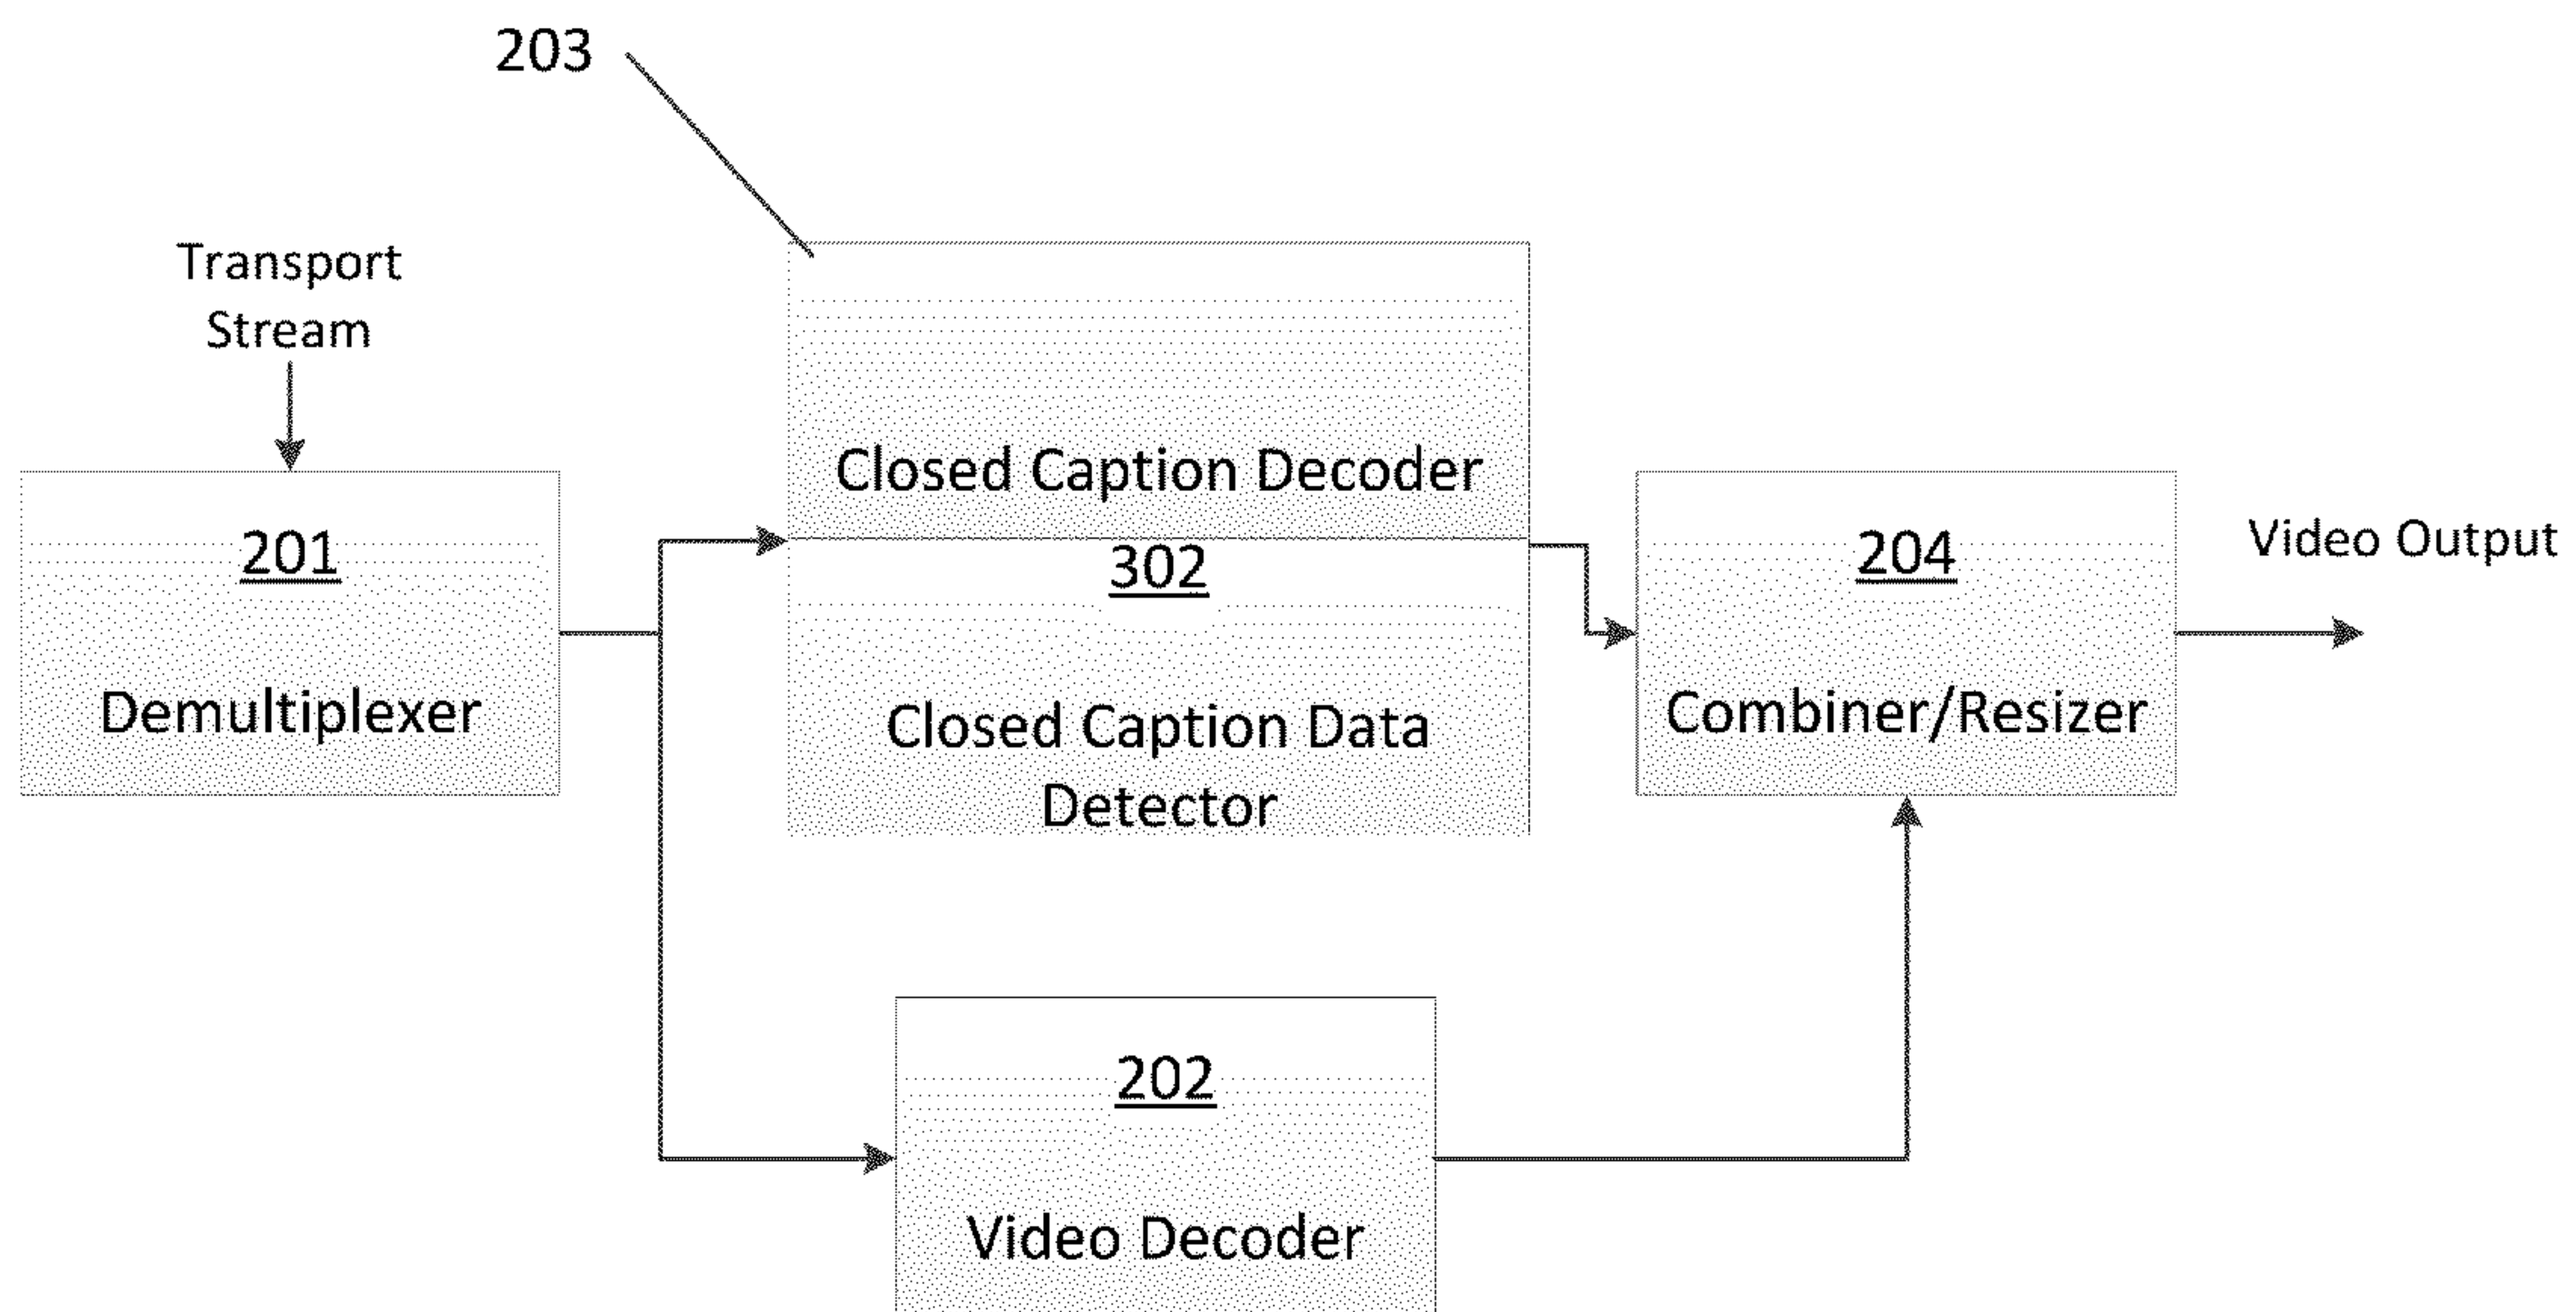 203
Transport
Stream
201
Demultiplexer
Closed Caption Decoder
302
Closed Caption Data
Detector
204
Combiner/Resizer
Video Output
202
Video Decoder